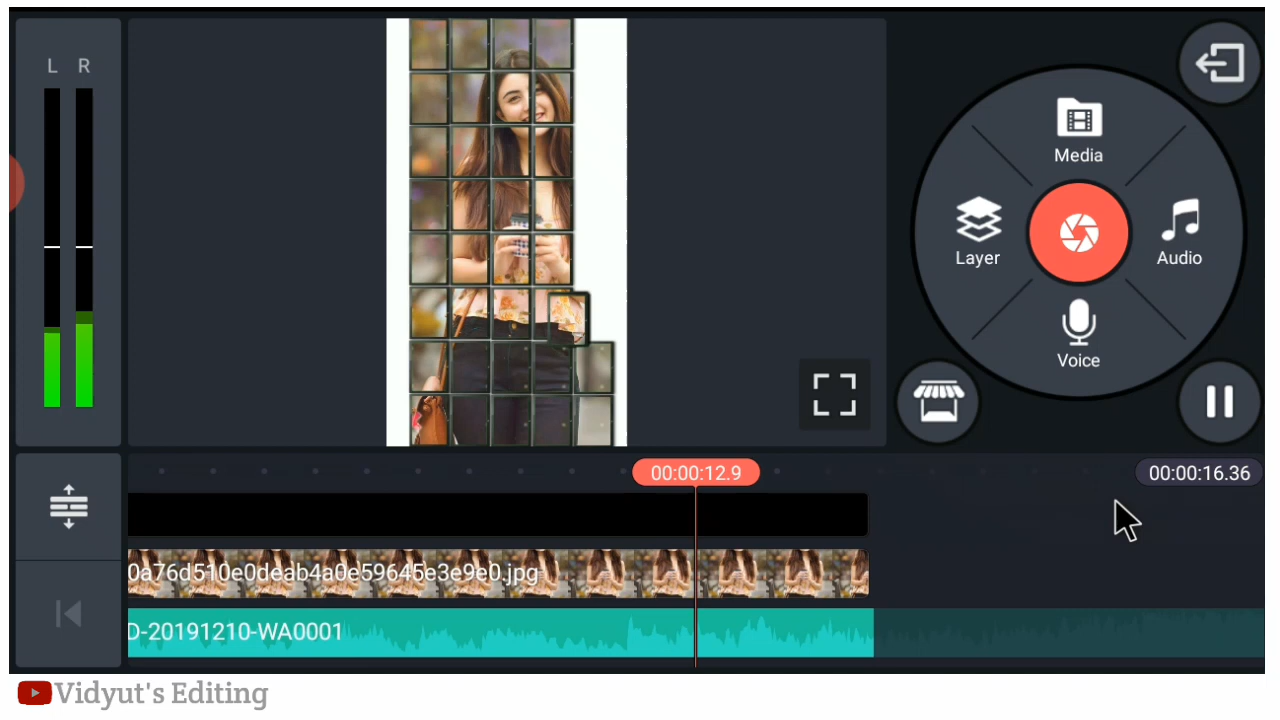 L R
Media
Layer
Audio
Voice
00:00:12.9
00:00:16.36
0a76d510e0deab4a0e59645e3e9e0.jpg
D-20191210-WA0001
Vidyut's Editing